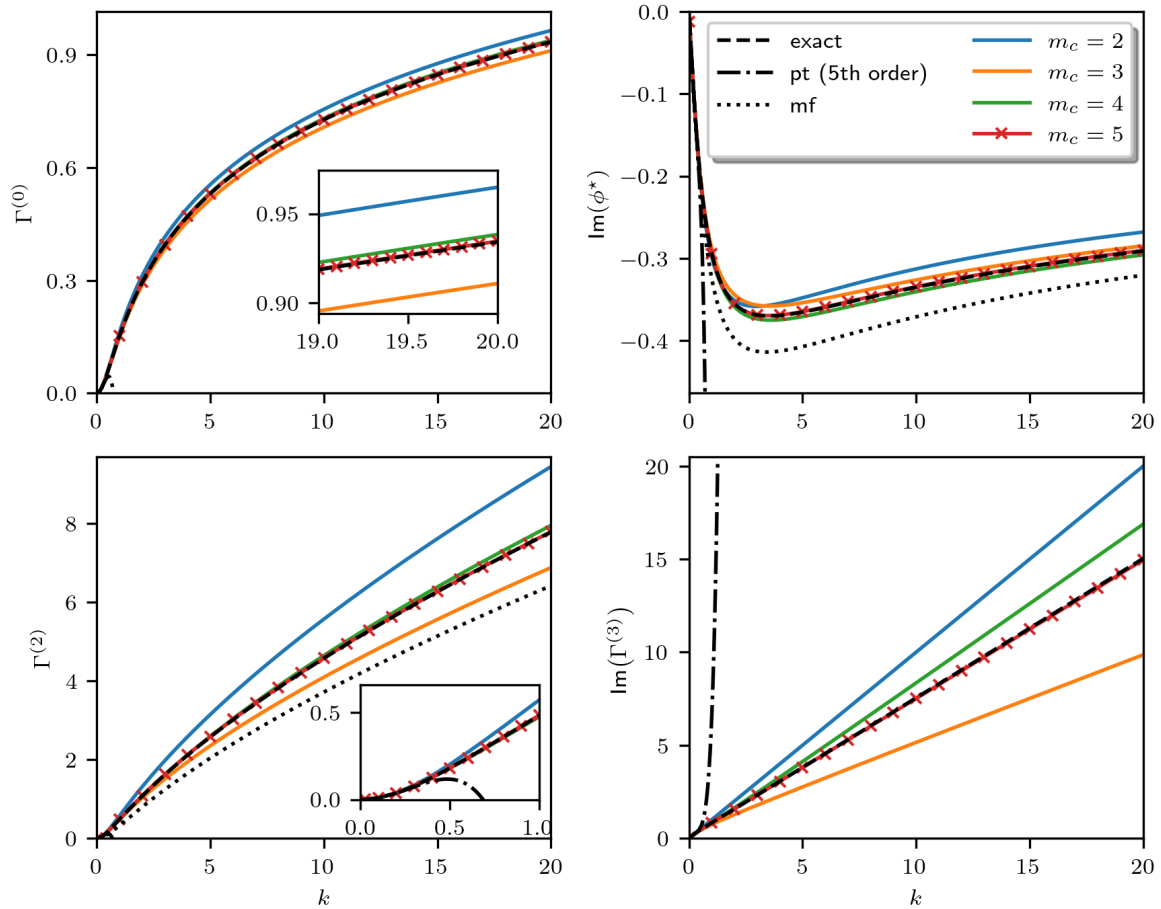 0.9
0.6
0.3
0.0
Γ(0)
0.95
0.90
19.0 19.5 20.0
0 5 10 15 20
0.0
−0.1
−0.2
−0.3
−0.4
Im(ϕ⋆)
exact
pt (5th order)
mf
m_c = 2
m_c = 3
m_c = 4
m_c = 5
0 5 10 15 20
8
6
4
2
0
Γ(2)
0.5
0.0
0.0 0.5 1.0
0 5 10 15 20
k
20
15
10
5
0
Im(Γ(3))
0 5 10 15 20
k